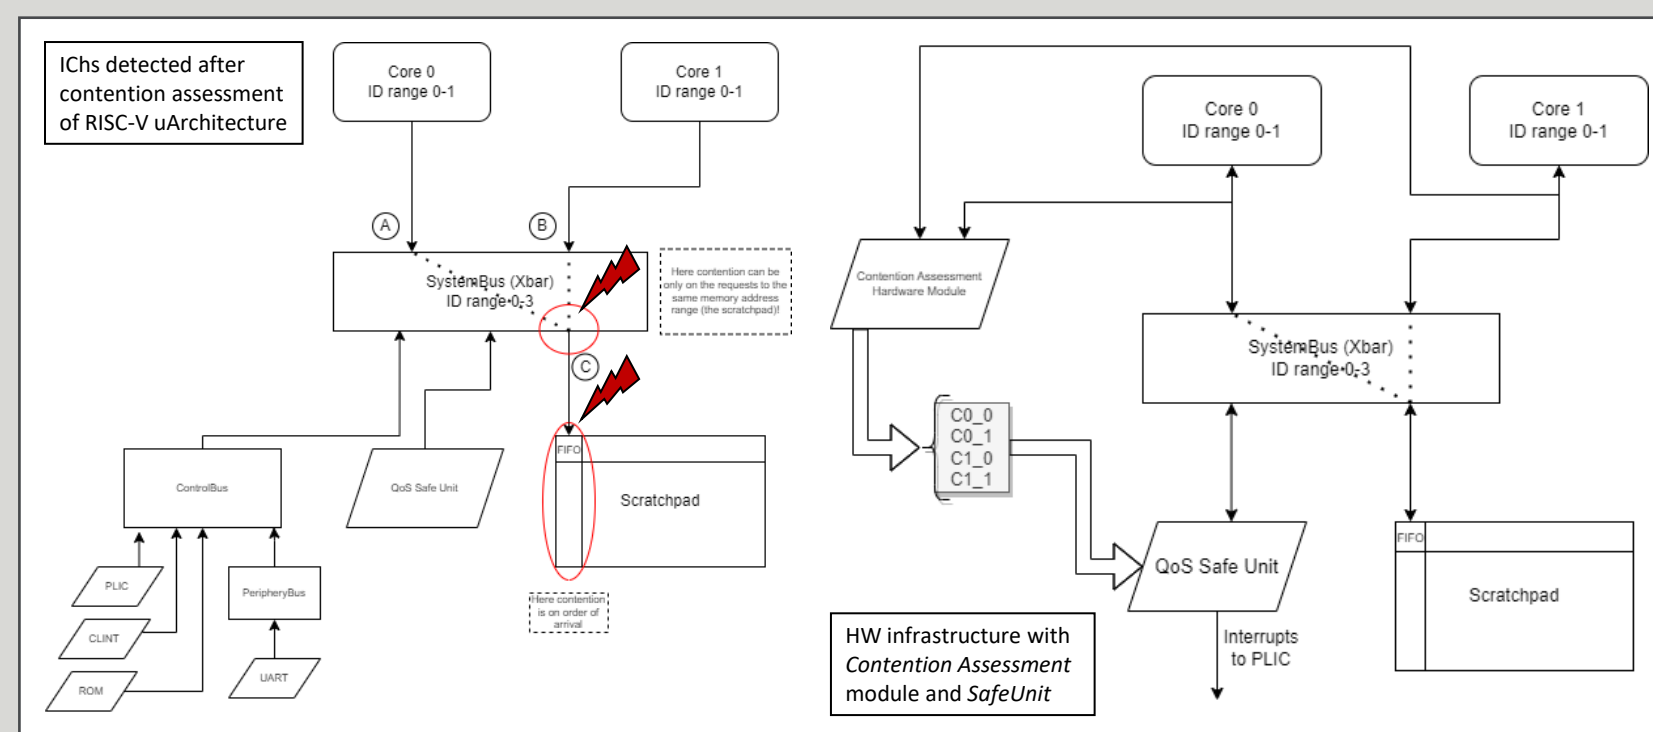 IChs detected after
contention assessment
of RISC-V uArchitecture
Core 0
ID range 0-1
Core 1
ID range 0-1
A
B
SystemBus (Xbar)
ID range 0-3
Here contention can be
only on the requests to the
same memory address
range (the scratchpad)!
C
FIFO
Scratchpad
ControlBus
QoS Safe Unit
PLIC
PeripheryBus
CLINT
UART
ROM
Here contention
is on order of
arrival
Core 0
ID range 0-1
Core 1
ID range 0-1
Contention Assessment
Hardware Module
SystemBus (Xbar)
ID range 0-3
C0_0
C0_1
C1_0
C1_1
QoS Safe Unit
FIFO
Scratchpad
Interrupts
to PLIC
HW infrastructure with
Contention Assessment
module and SafeUnit